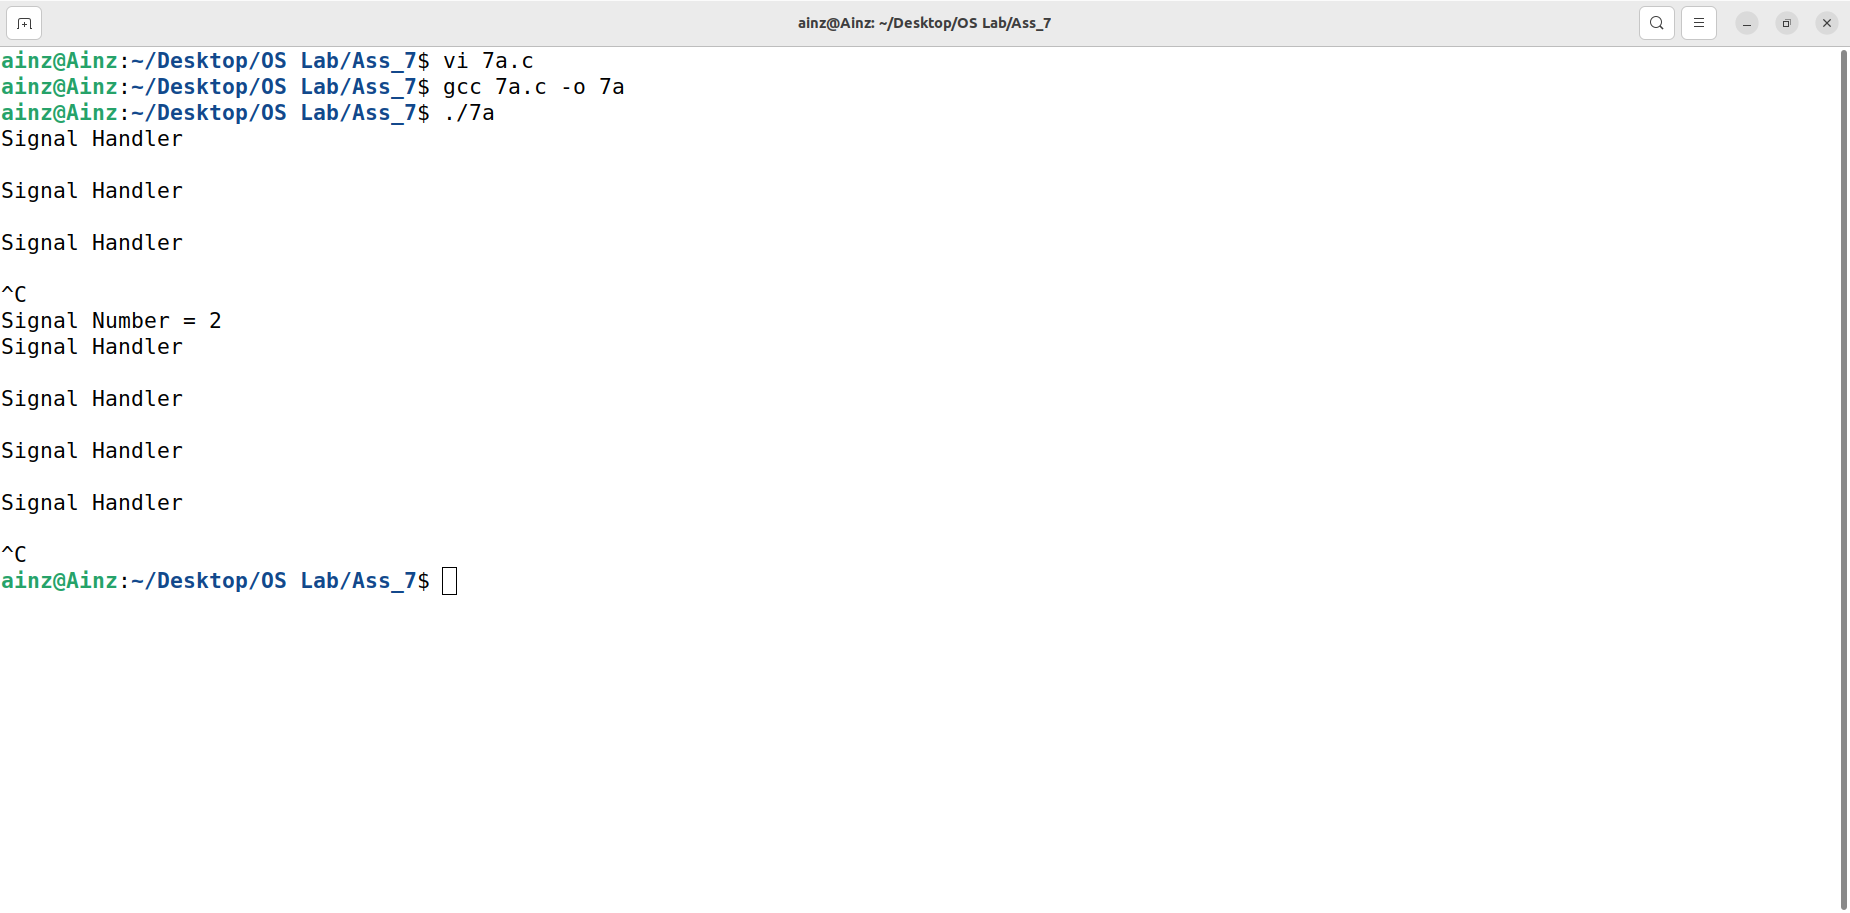 ainz@Ainz: ~/Desktop/OS Lab/Ass_7
ainz@Ainz:~/Desktop/OS Lab/Ass_7$ vi 7a.c
ainz@Ainz:~/Desktop/OS Lab/Ass_7$ gcc 7a.c -o 7a
ainz@Ainz:~/Desktop/OS Lab/Ass_7$ ./7a
Signal Handler
Signal Handler
Signal Handler
^C
Signal Number = 2
Signal Handler
Signal Handler
Signal Handler
Signal Handler
^C
ainz@Ainz:~/Desktop/OS Lab/Ass_7$